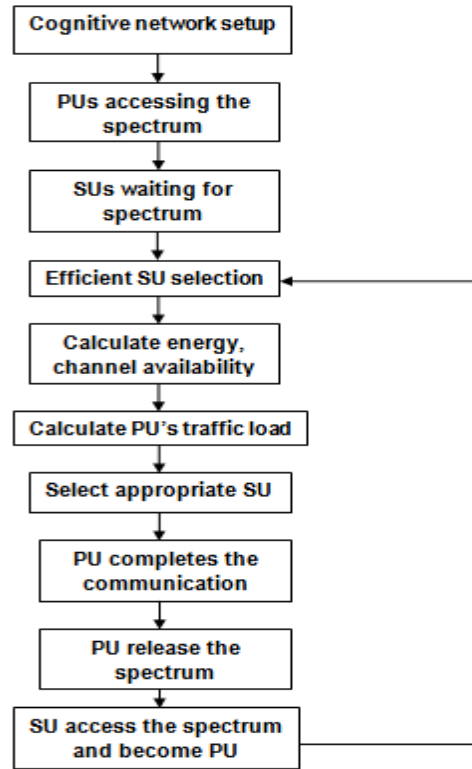 Cognitive network setup
PUs accessing the
spectrum
SUs waiting for
spectrum
Efficient SU selection
Calculate energy,
channel availability
Calculate PU's traffic load
Select appropriate SU
PU completes the
communication
PU release the
spectrum
SU access the spectrum
and become PU